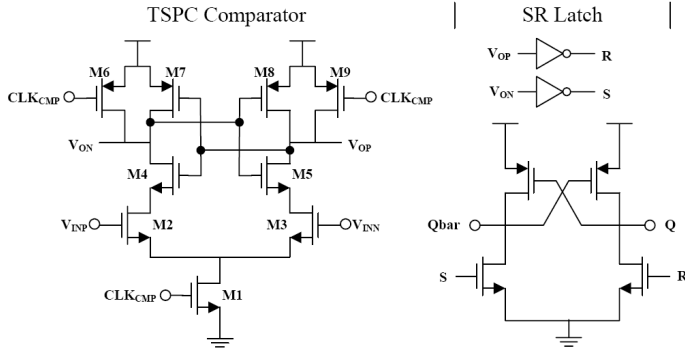 TSPC Comparator
SR Latch
M6
M7
M8
M9
CLKCMP
CLKCMP
VON
VOP
M4
M5
VINP
M2
M3
VINN
CLKCMP
M1
VOP
R
VON
S
Qbar
Q
S
R